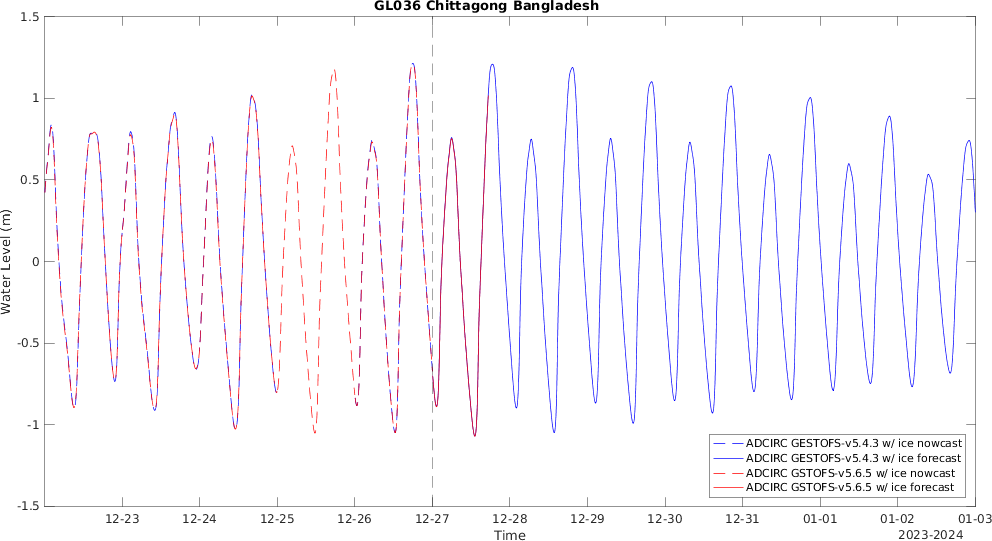 GL036 Chittagong Bangladesh
1.5
1
0.5
0
-0.5
-1
-1.5
Water Level (m)
ADCIRC GESTOFS-v5.4.3 w/ ice nowcast
ADCIRC GESTOFS-v5.4.3 w/ ice forecast
ADCIRC GSTOFS-v5.6.5 w/ ice nowcast
ADCIRC GSTOFS-v5.6.5 w/ ice forecast
12-23 12-24 12-25 12-26 12-27 12-28 12-29 12-30 12-31 01-01 01-02 01-03
Time
2023-2024